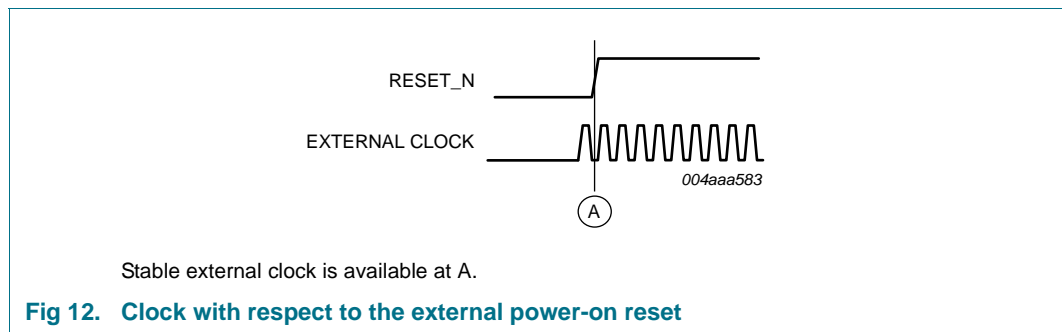 RESET_N
EXTERNAL CLOCK
004aaa583
A
Stable external clock is available at A.
Fig 12. Clock with respect to the external power-on reset